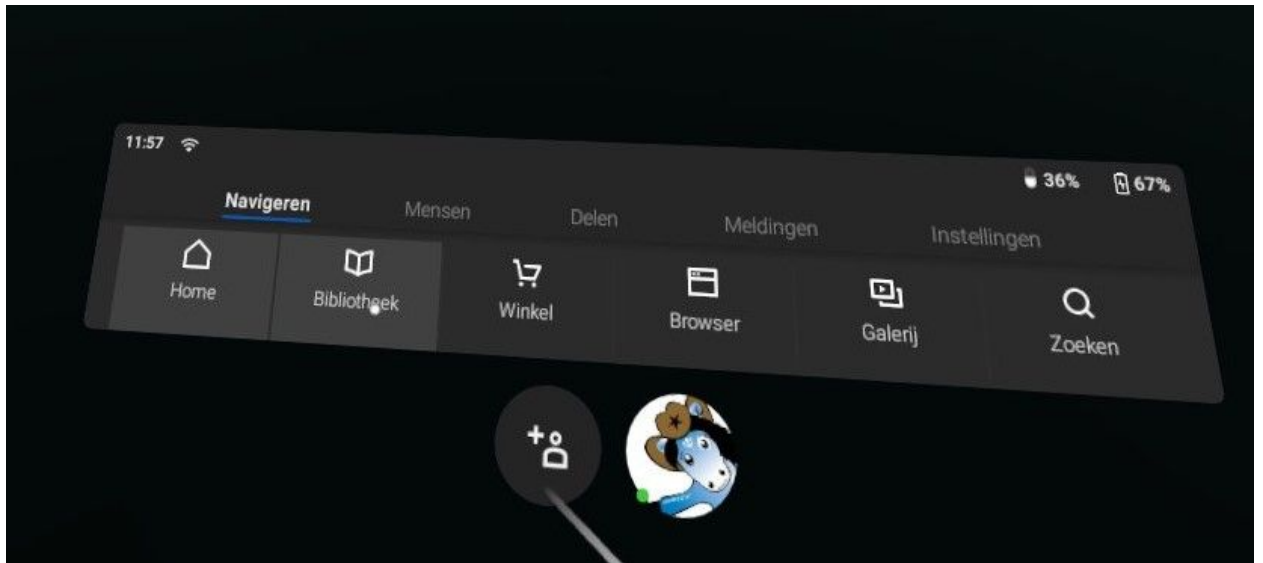 11:57
36% 67%
Navigeren Mensen Delen Meldingen Instellingen
Home Bibliotheek Winkel Browser Galerij Zoeken